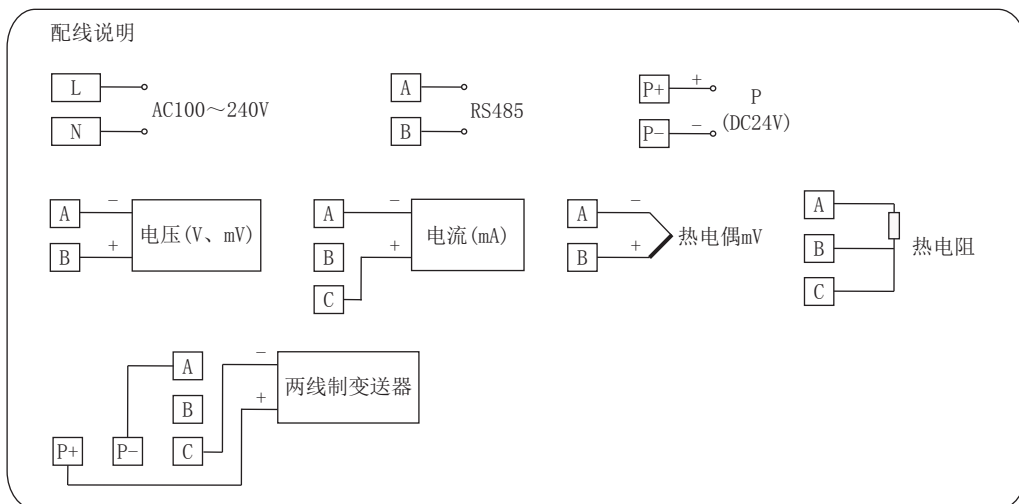 配线说明
L
N
AC100～240V
A
B
RS485
P+
+
P-
-
P
(DC24V)
A
-
B
+
电压(V、mV)
A
-
B
+
C
电流(mA)
A
-
B
+
热电偶mV
A
B
C
热电阻
A
B
C
-
+
两线制变送器
P+
P-